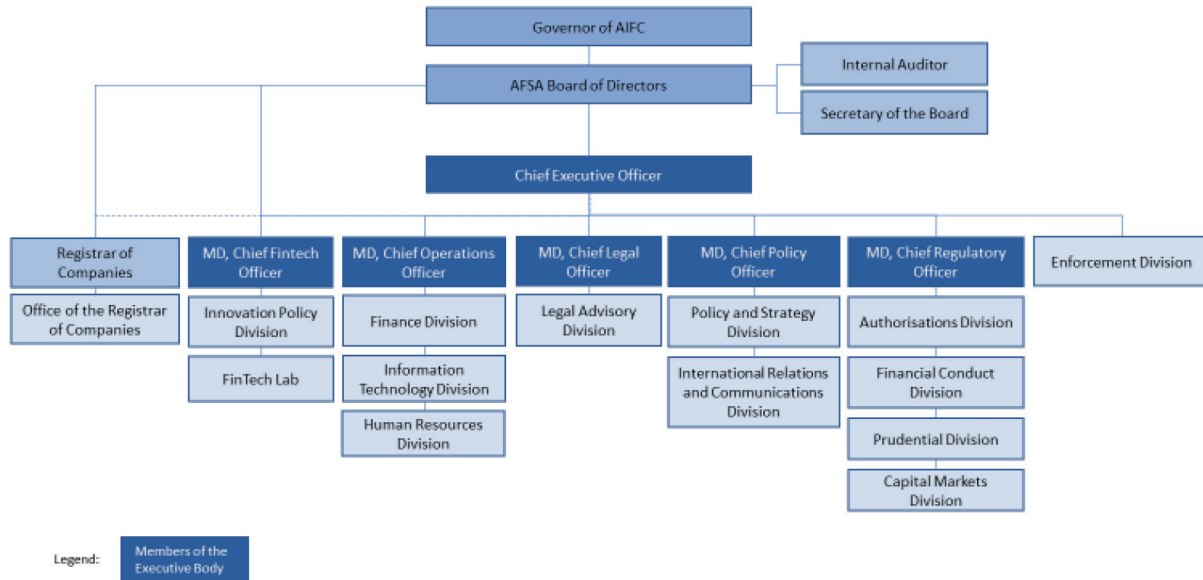 Governor of AIFC
AFSA Board of Directors
Internal Auditor
Secretary of the Board
Chief Executive Officer
Registrar of
Companies
MD, Chief Fintech
Officer
MD, Chief Operations
Officer
MD, Chief Legal
Officer
MD, Chief Policy
Officer
MD, Chief Regulatory
Officer
Enforcement Division
Office of the Registrar
of Companies
Innovation Policy
Division
FinTech Lab
Finance Division
Information
Technology Division
Human Resources
Division
Legal Advisory
Division
Policy and Strategy
Division
International Relations
and Communications
Division
Authorisations Division
Financial Conduct
Division
Prudential Division
Capital Markets
Division
Legend:
Members of the
Executive Body